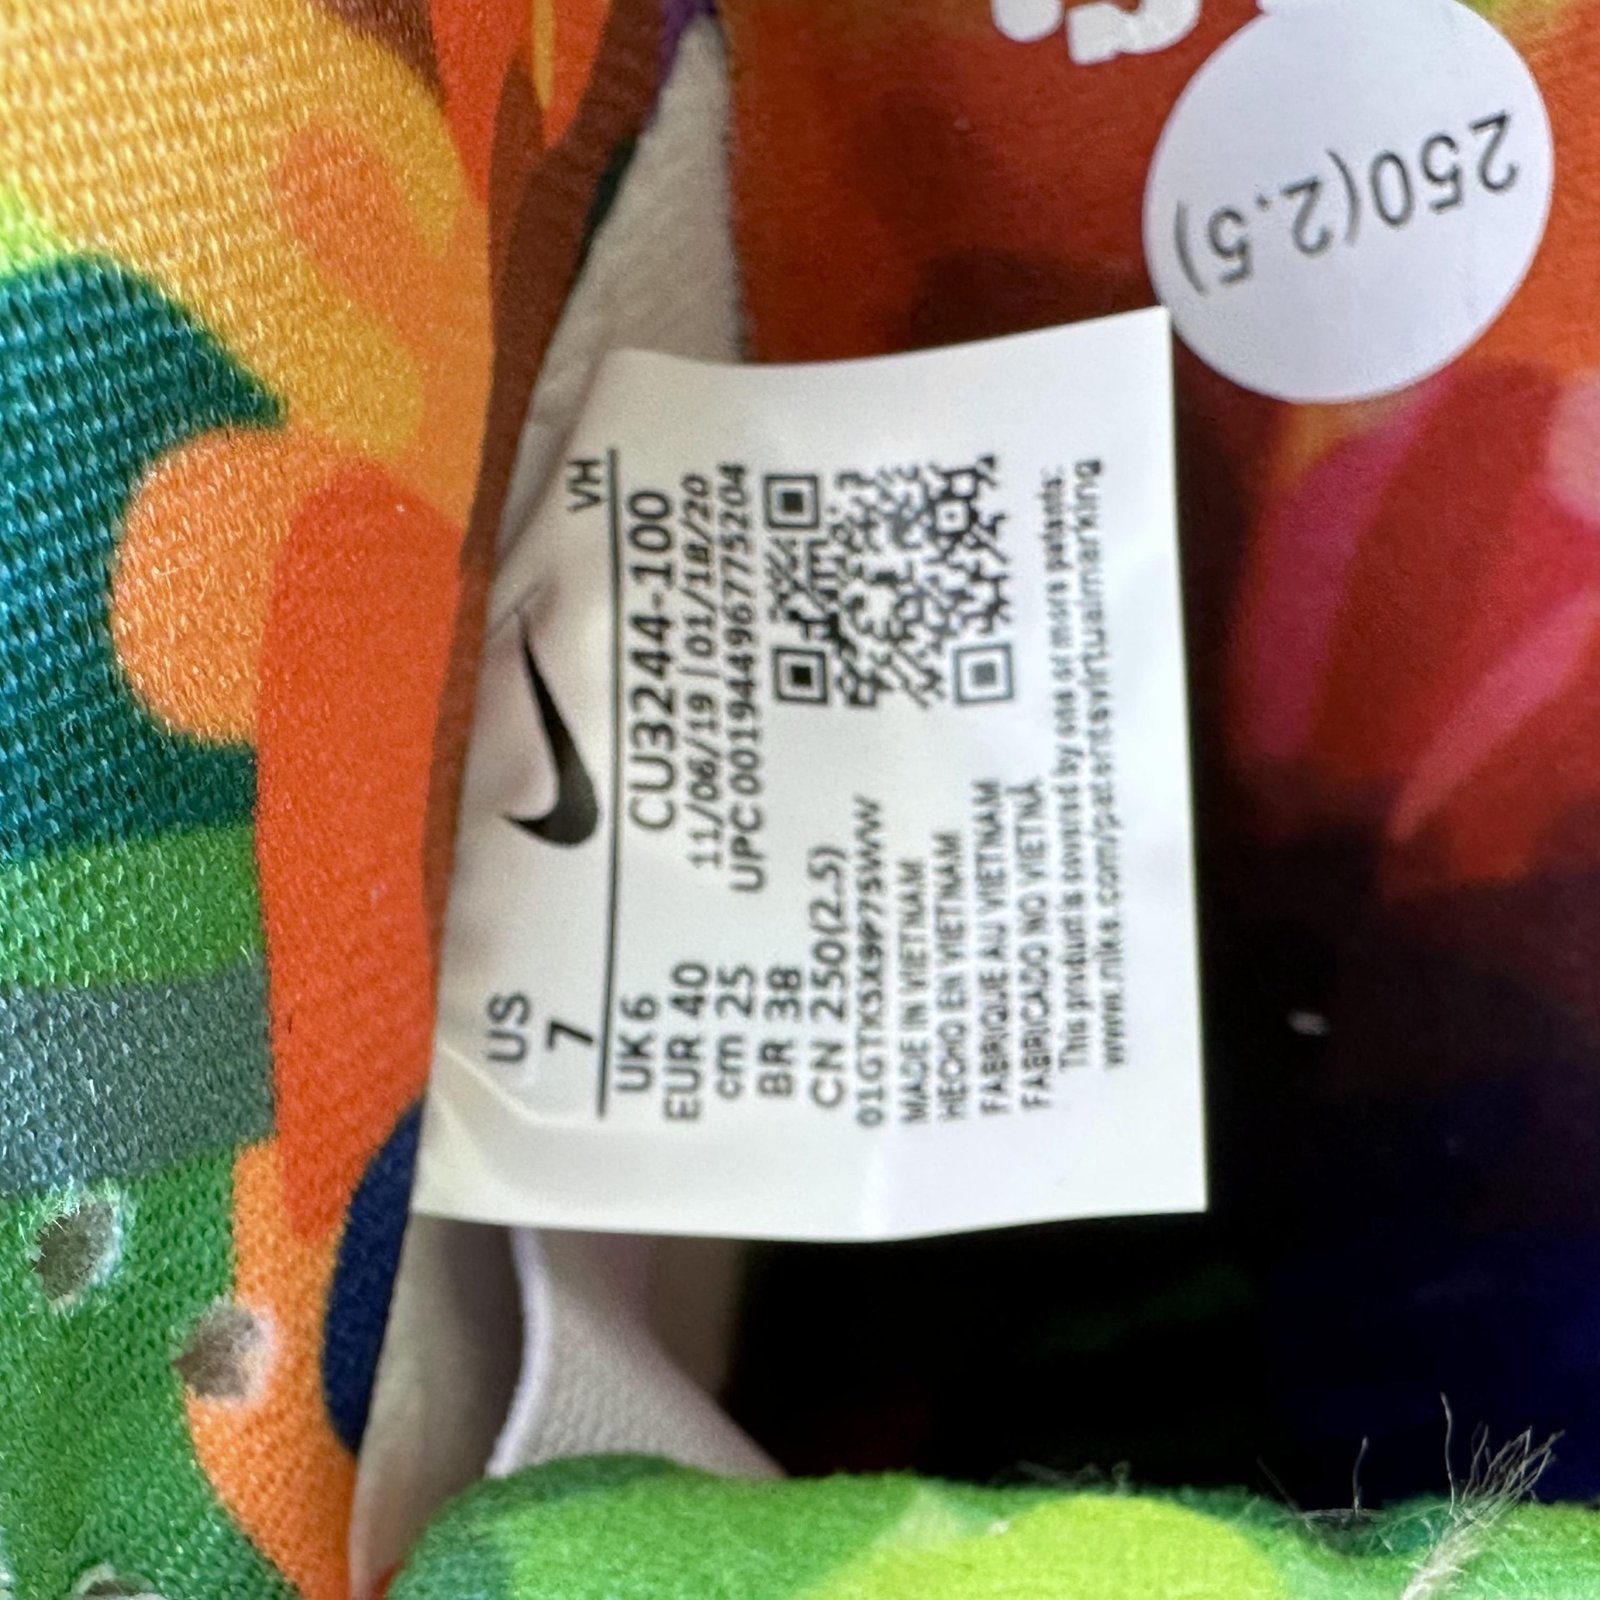 250(2.5)
VH
US
7
UK 6
EUR 40
cm 25
BR 38
CN 250(2.5)
CU3244-100
11/06/19 | 01/18/20
UPC 00194496775204
01GTK5X9P75WW
MADE IN VIETNAM
HECHO EN VIETNAM
FABRIQUE AU VIETNAM
FABRICADO NO VIETNÃ
This product is covered by one or more patents:
www.nike.com/patentsvirtualmarking